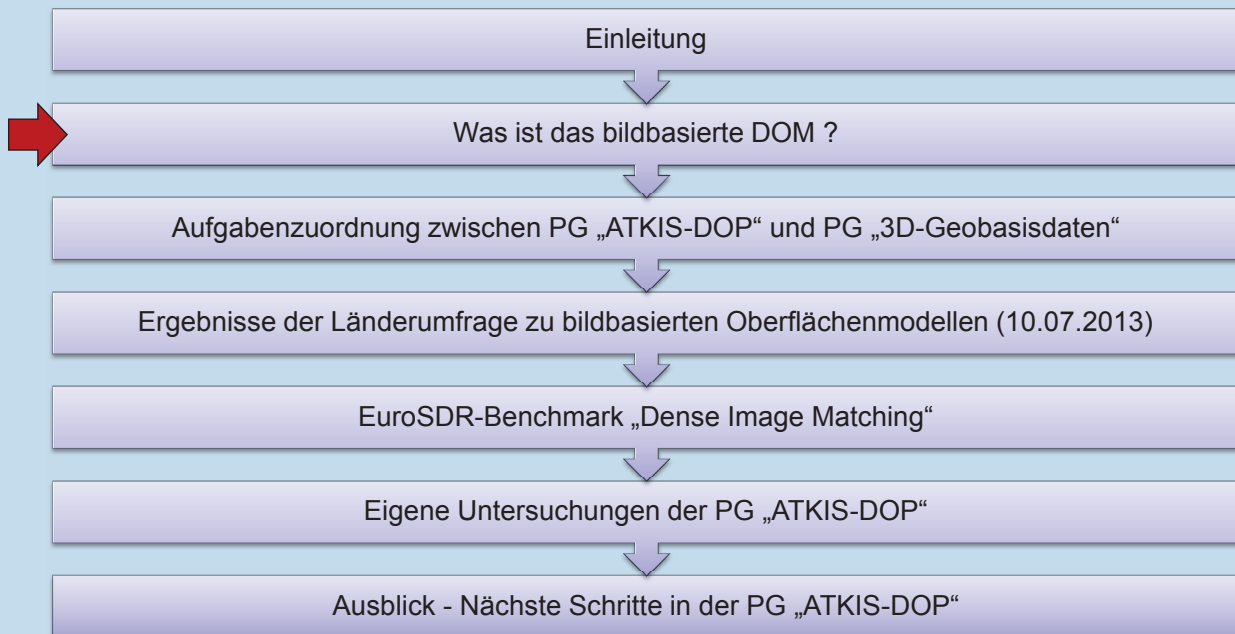 Einleitung
Was ist das bildbasierte DOM ?
Aufgabenzuordnung zwischen PG „ATKIS-DOP“ und PG „3D-Geobasisdaten“
Ergebnisse der Länderumfrage zu bildbasierten Oberflächenmodellen (10.07.2013)
EuroSDR-Benchmark „Dense Image Matching“
Eigene Untersuchungen der PG „ATKIS-DOP“
Ausblick - Nächste Schritte in der PG „ATKIS-DOP“